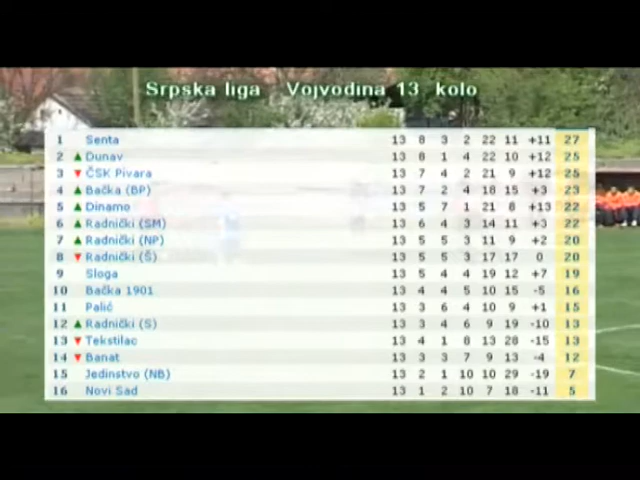 Srpska liga Vojvodina 13 kolo
1 Senta 13 8 3 2 22 11 +11 27
2 Dunav 13 8 1 4 22 10 +12 25
3 ČSK Pivara 13 7 4 2 21 9 +12 25
4 Bačka (BP) 13 7 2 4 18 15 +3 23
5 Dinamo 13 5 7 1 21 8 +13 22
6 Radnički (SM) 13 6 4 3 14 11 +3 22
7 Radnički (NP) 13 5 5 3 11 9 +2 20
8 Radnički (Š) 13 5 5 3 17 17 0 20
9 Sloga 13 5 4 4 19 12 +7 19
10 Bačka 1901 13 4 4 5 10 15 -5 16
11 Palić 13 3 6 4 10 9 +1 15
12 Radnički (S) 13 3 4 6 9 19 -10 13
13 Tekstilac 13 4 1 8 13 28 -15 13
14 Banat 13 3 3 7 9 13 -4 12
15 Jedinstvo (NB) 13 2 1 10 10 29 -19 7
16 Novi Sad 13 1 2 10 7 18 -11 5